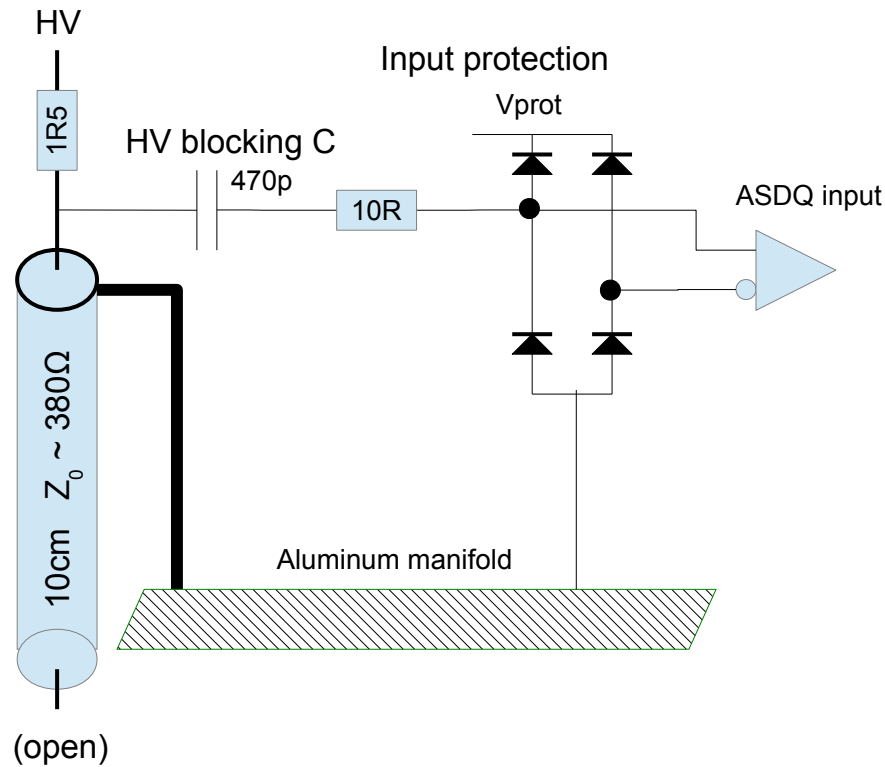 HV
Input protection
Vprot
1R5
HV blocking C
470p
10R
ASDQ input
10cm Z₀ ~ 380Ω
Aluminum manifold
(open)